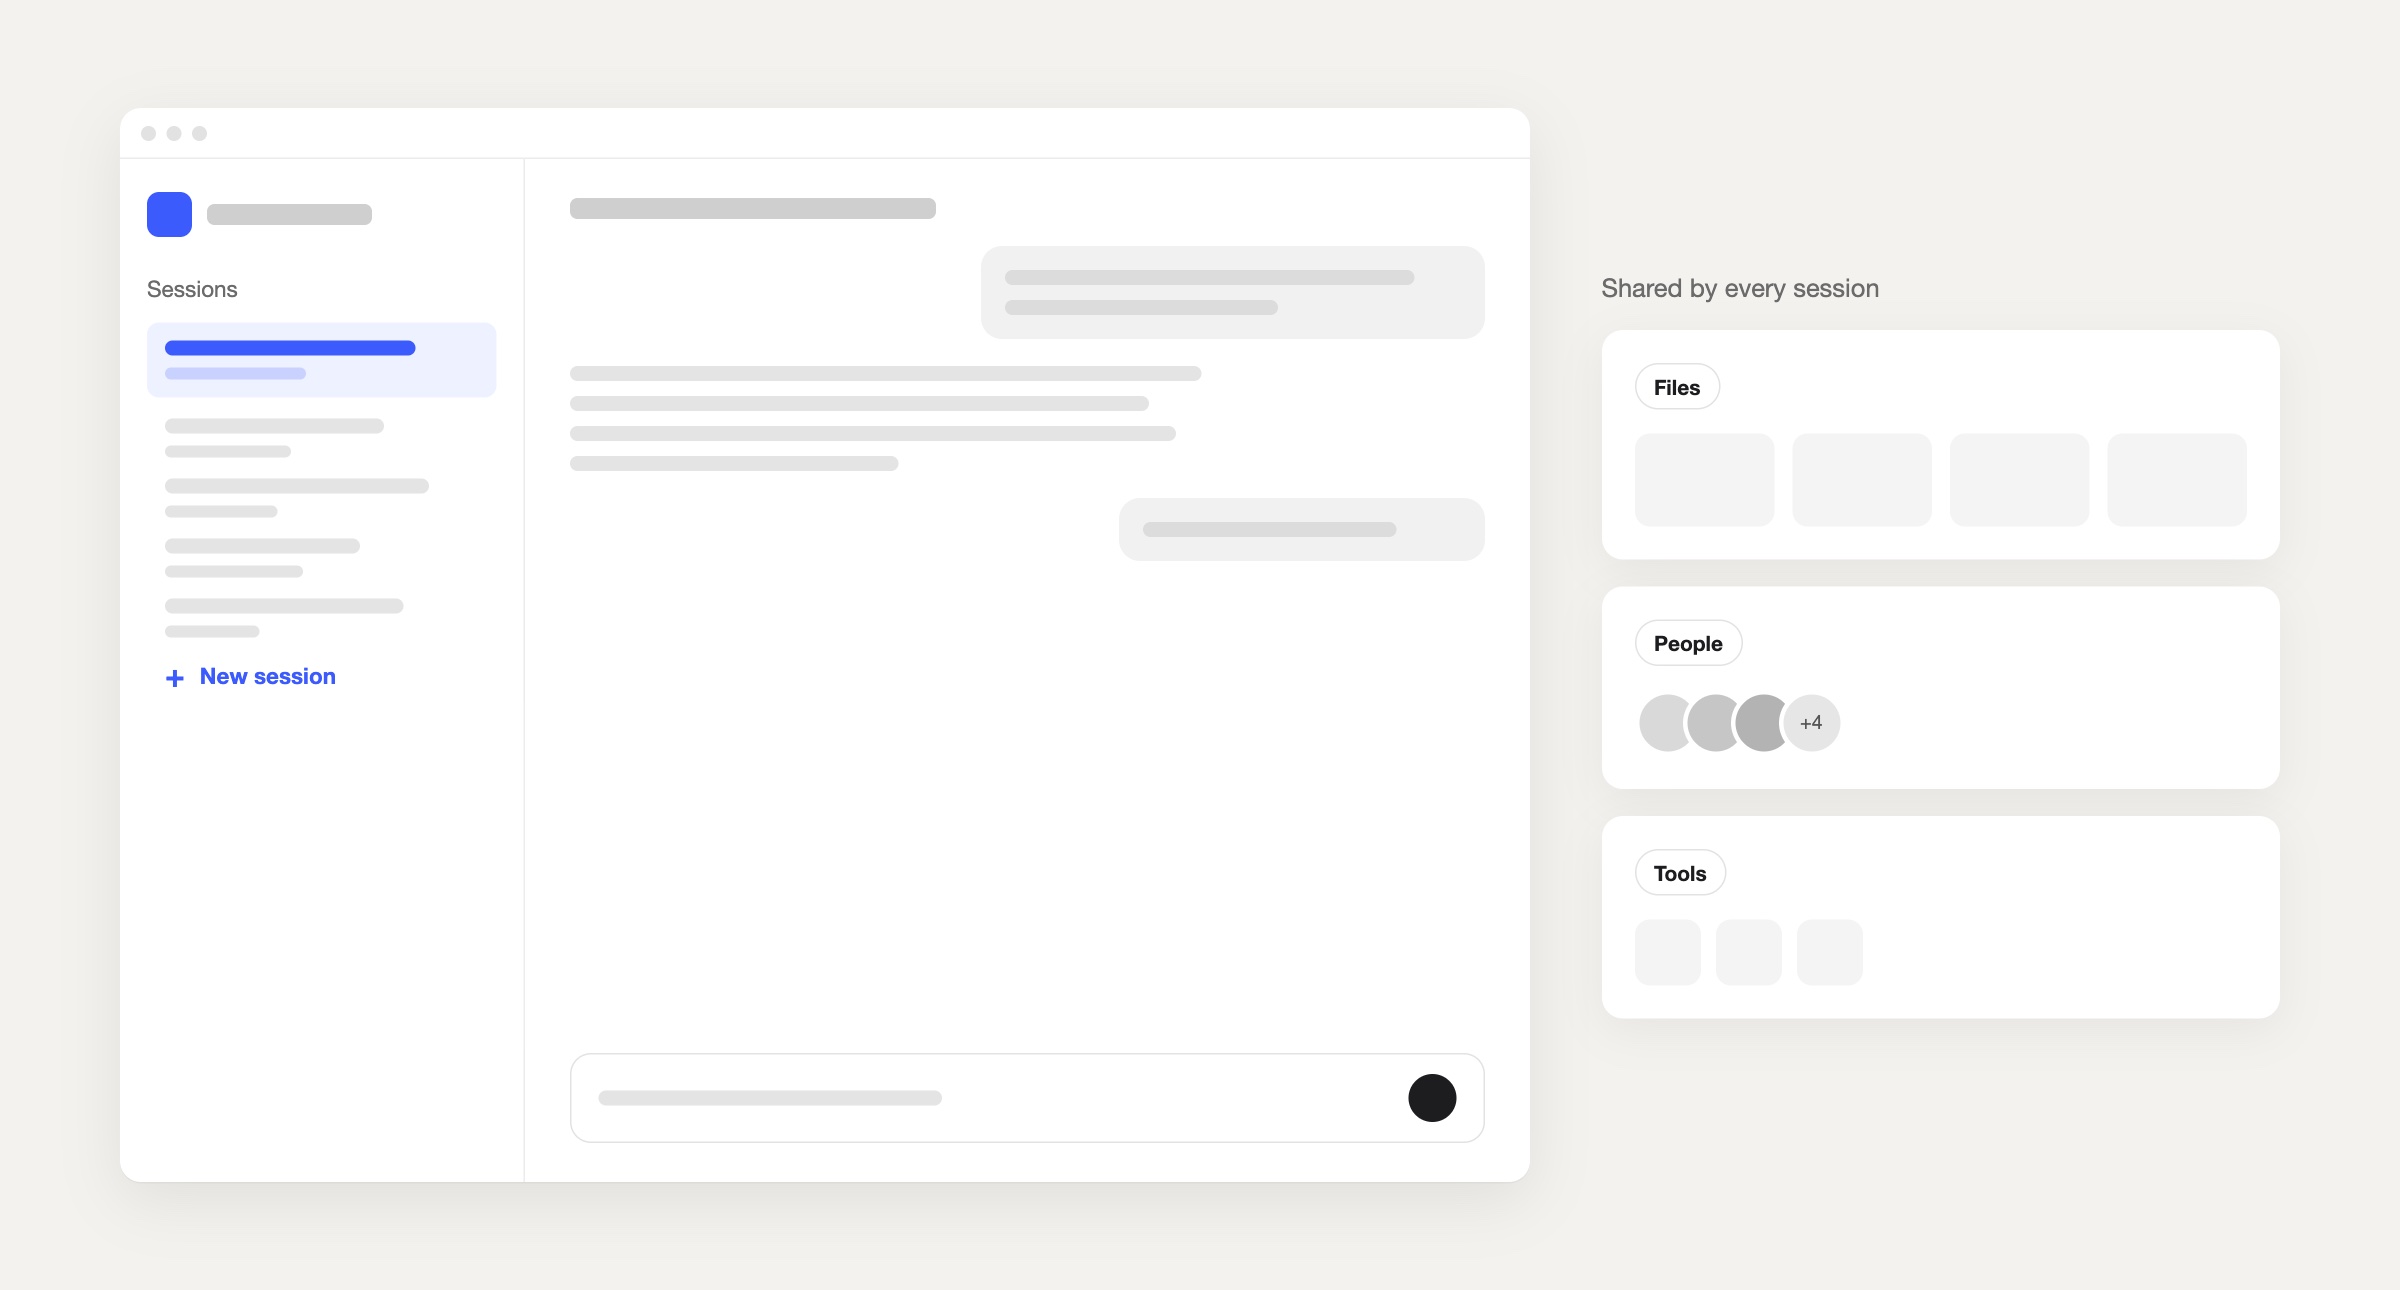 Sessions
+ New session
Shared by every session
Files
People
+4
Tools